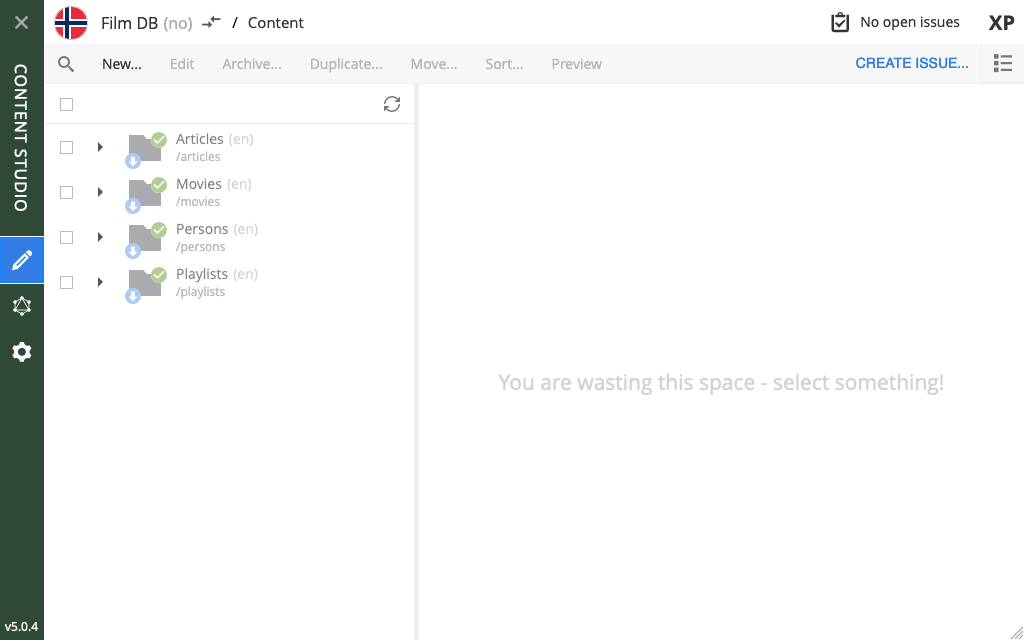 Film DB (no) / Content
No open issues
XP
New... Edit Archive... Duplicate... Move... Sort... Preview
CREATE ISSUE...
CONTENT STUDIO
Articles (en)
/articles
Movies (en)
/movies
Persons (en)
/persons
Playlists (en)
/playlists
You are wasting this space - select something!
v5.0.4